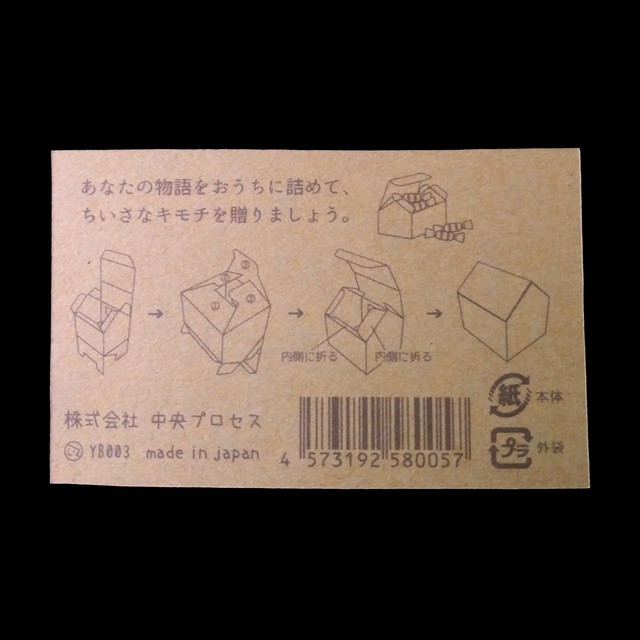 あなたの物語をおうちに詰めて、
ちいさなキモチを贈りましょう。
→ → →
内側に折る 内側に折る
株式会社 中央プロセス
YB003 made in japan
4 573192 580057
紙 本体
プラ 外袋